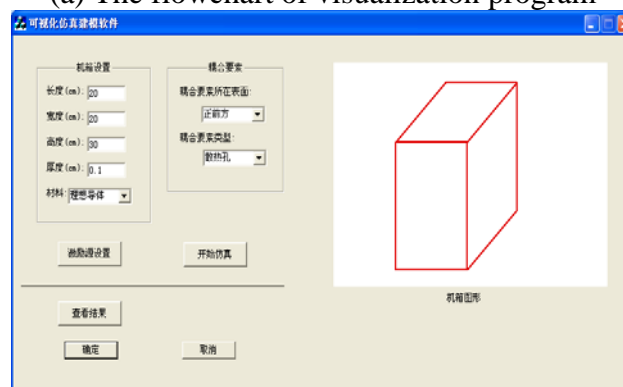 (a) The flowchart of visualization program
可视化仿真建模软件
机箱设置
长度(cm): 20
宽度(cm): 20
高度(cm): 30
厚度(cm): 0.1
材料: 理想导体
耦合要素
耦合要素所在表面:
正前方
耦合要素类型:
散热孔
激励源设置
开始仿真
查看结果
确定
取消
机箱图形